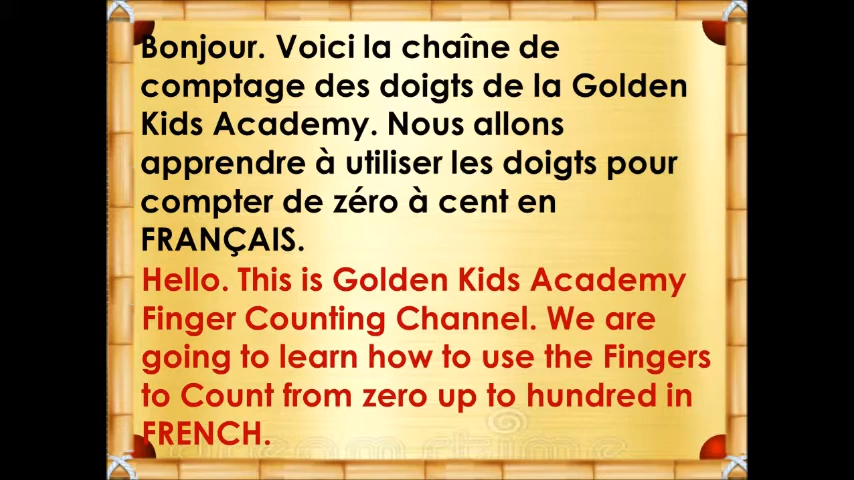 Bonjour. Voici la chaîne de
comptage des doigts de la Golden
Kids Academy. Nous allons
apprendre à utiliser les doigts pour
compter de zéro à cent en
FRANÇAIS.
Hello. This is Golden Kids Academy
Finger Counting Channel. We are
going to learn how to use the Fingers
to Count from zero up to hundred in
FRENCH.